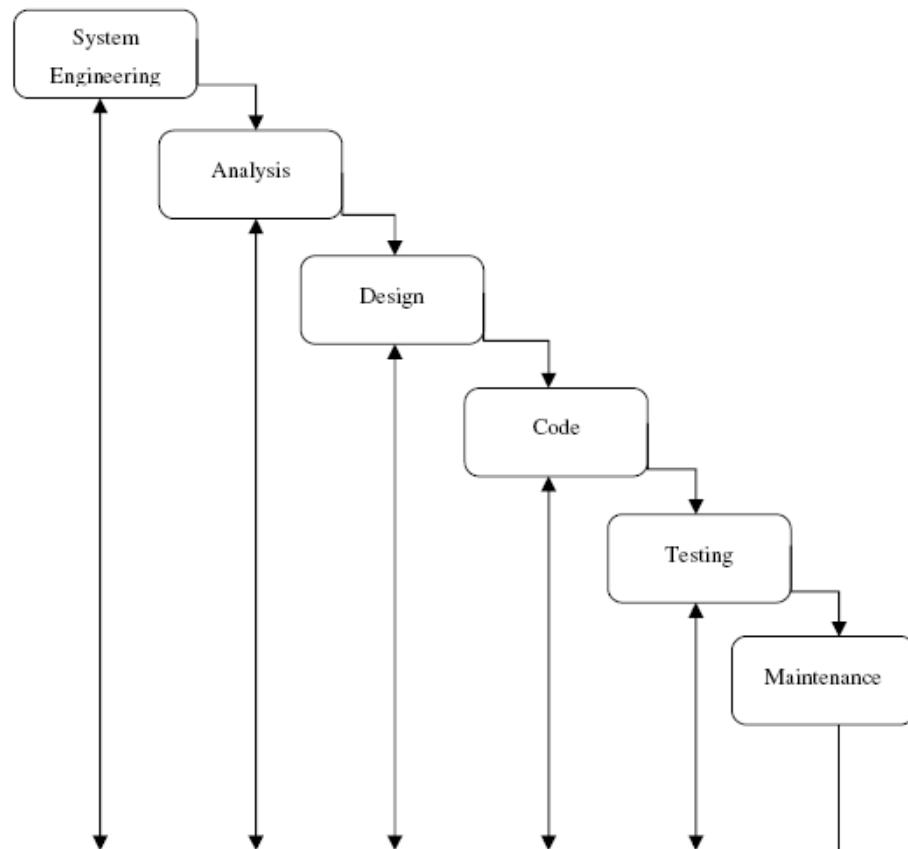 System
Engineering
Analysis
Design
Code
Testing
Maintenance